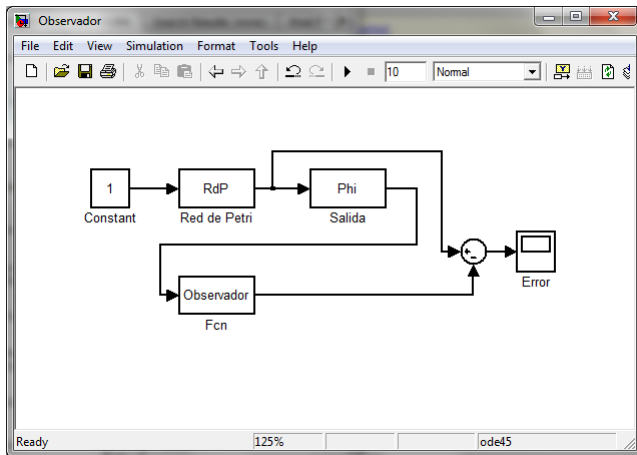 Observador
File Edit View Simulation Format Tools Help
10 Normal
1
Constant
RdP
Red de Petri
Phi
Salida
Observador
Fcn
Error
Ready 125% ode45